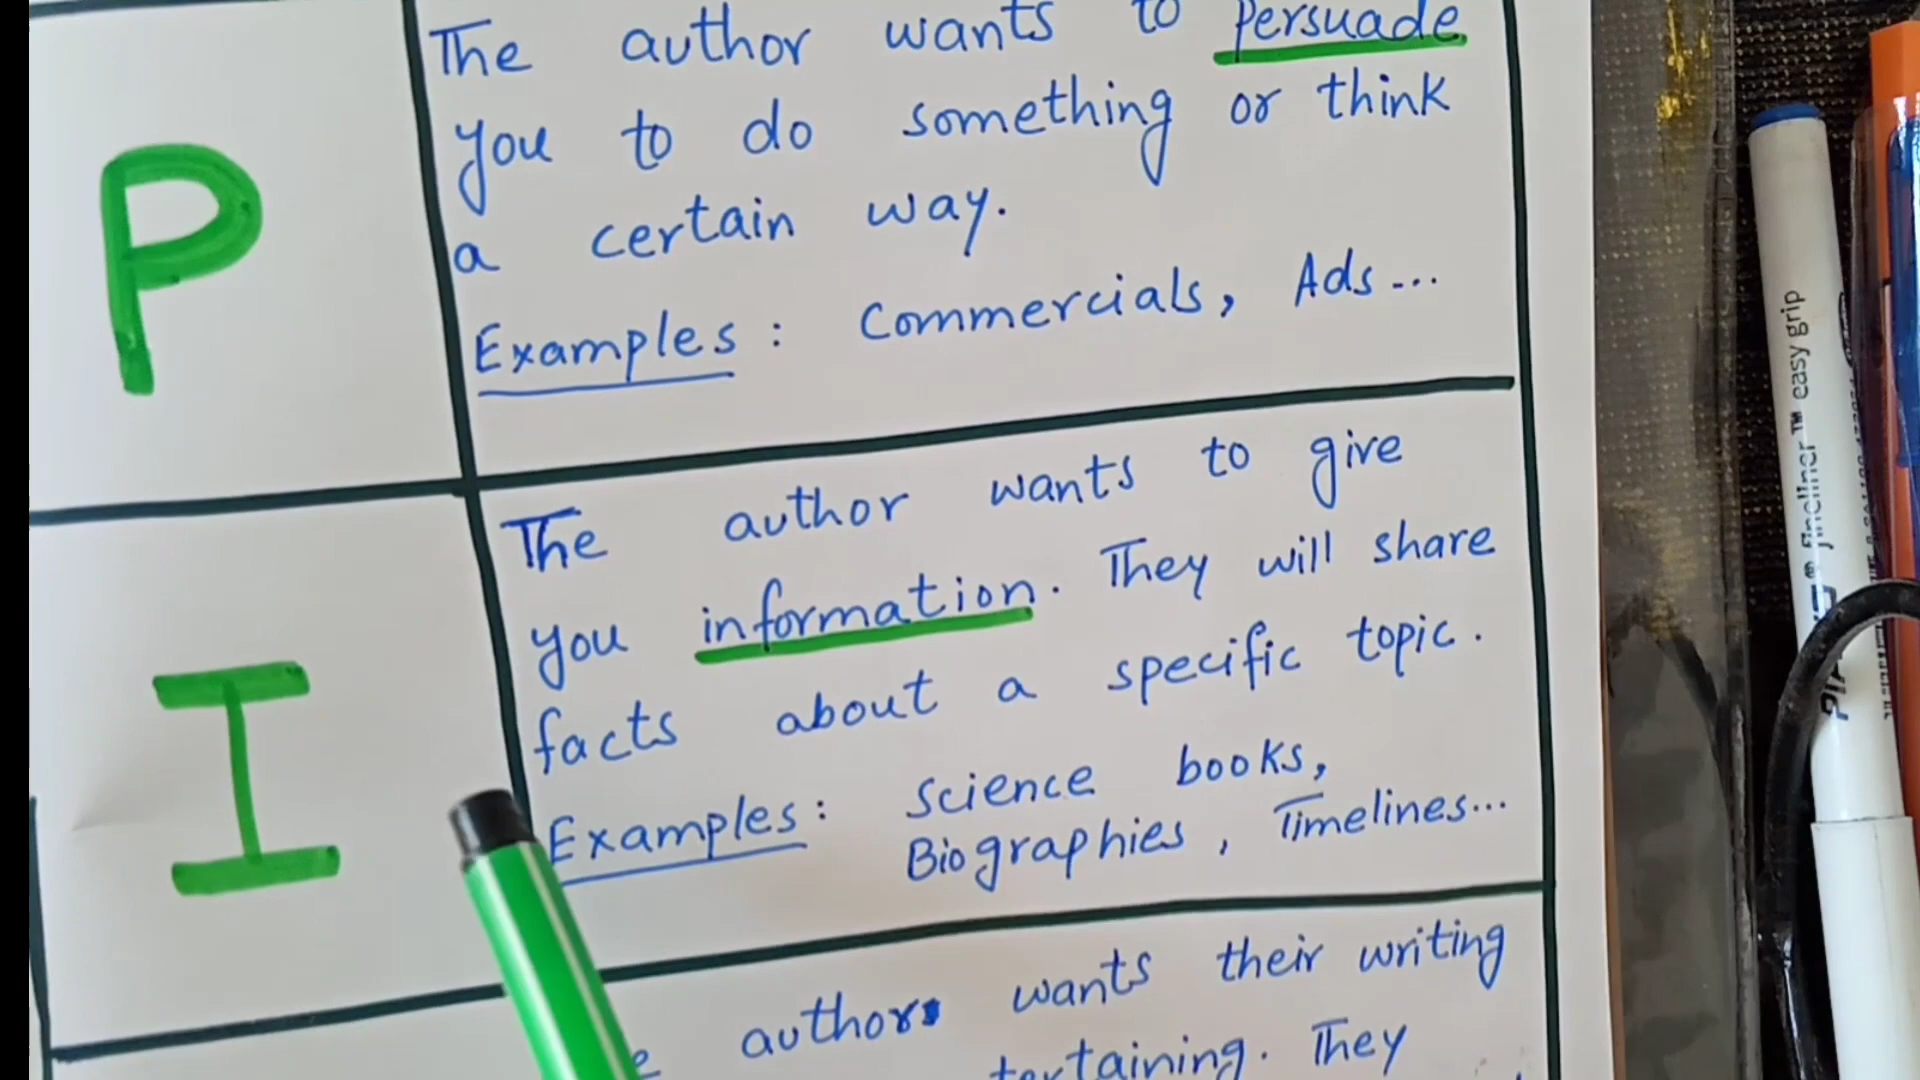 The author wants to persuade
P
you to do something or think
a certain way.
Examples : Commercials, Ads...
The author wants to give
you information. They will share
I
facts about a specific topic.
Examples : Science books,
Biographies, Timelines...
author wants their writing
They
fineliner™ easy grip